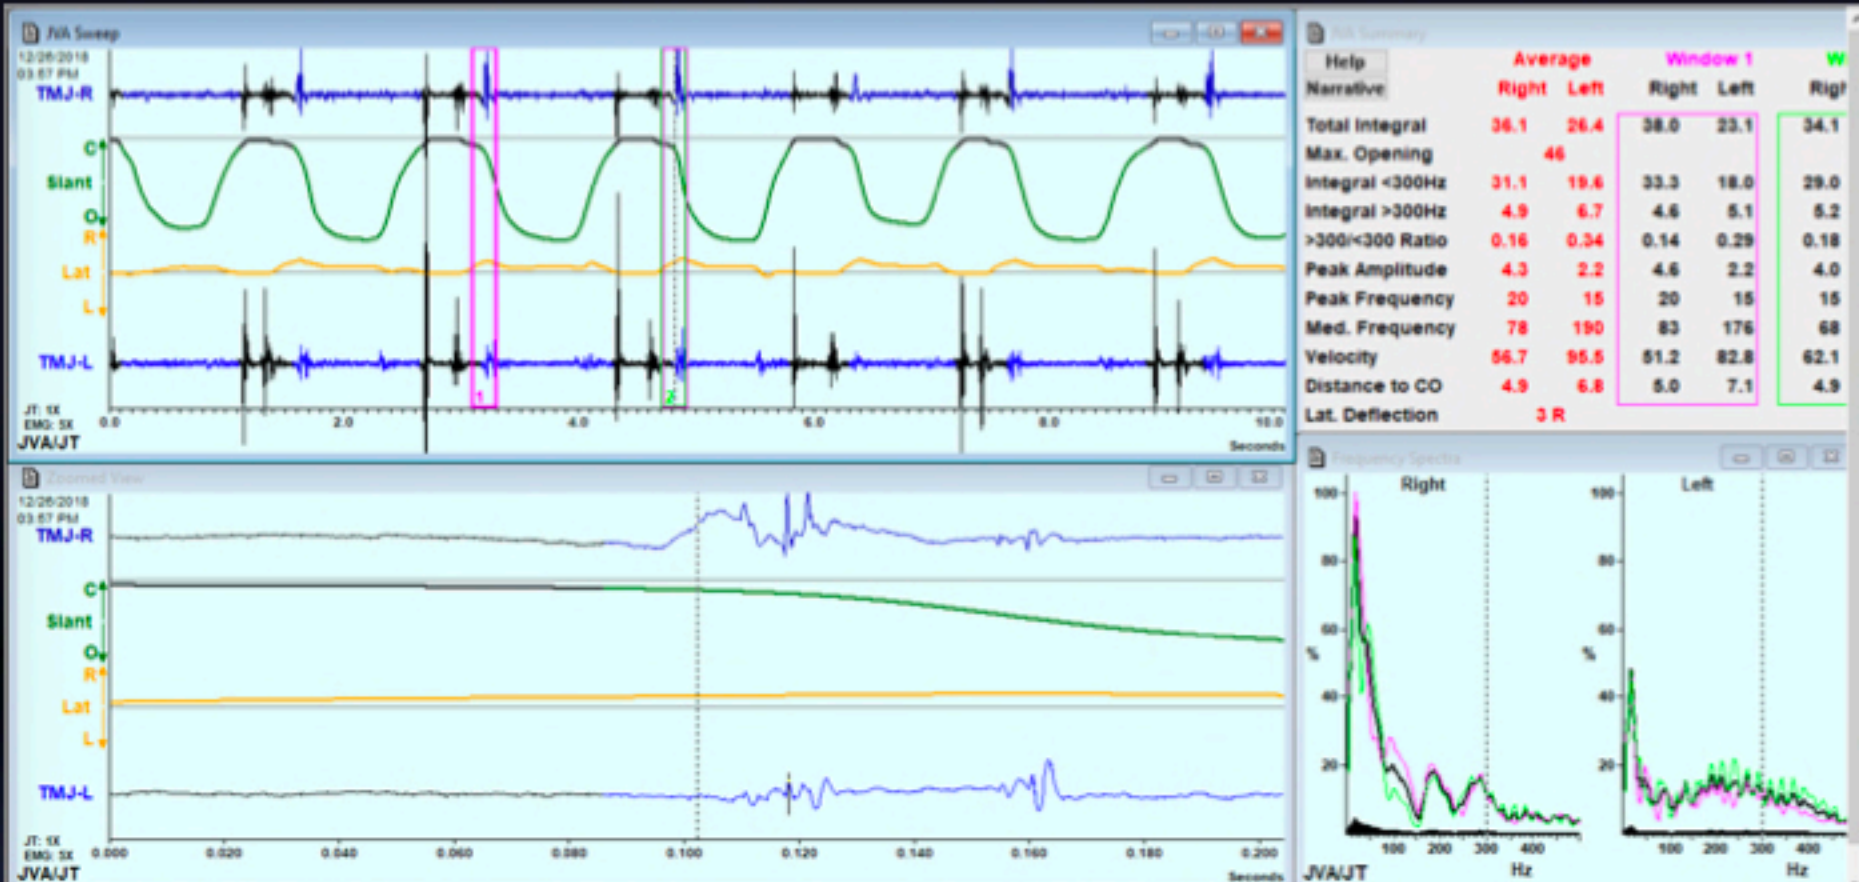 JVA Sweep
12/26/2018
03:57 PM
TMJ-R
C
Slant
O
R
Lat
L
TMJ-L
1
2
JT: 1X
EMG: 5X
JVA/JT
0.0 2.0 4.0 6.0 8.0 10.0
Seconds
JVA Summary
Help
Narrative
Average Window 1 W
Right Left Right Left Righ
Total Integral 36.1 26.4 38.0 23.1 34.1
Max. Opening 46
Integral <300Hz 31.1 19.6 33.3 18.0 29.0
Integral >300Hz 4.9 6.7 4.6 5.1 5.2
>300/<300 Ratio 0.16 0.34 0.14 0.29 0.18
Peak Amplitude 4.3 2.2 4.6 2.2 4.0
Peak Frequency 20 15 20 15 15
Med. Frequency 78 190 83 176 68
Velocity 56.7 95.5 51.2 82.8 62.1
Distance to CO 4.9 6.8 5.0 7.1 4.9
Lat. Deflection 3 R
Zoomed View
12/26/2018
03:57 PM
TMJ-R
C
Slant
O
R
Lat
L
TMJ-L
JT: 1X
EMG: 5X
JVA/JT
0.000 0.020 0.040 0.060 0.080 0.100 0.120 0.140 0.160 0.180 0.200
Seconds
Frequency Spectra
Right Left
100 100
80 80
60 60
% %
40 40
20 20
100 200 300 400 100 200 300 400
JVA/JT Hz Hz